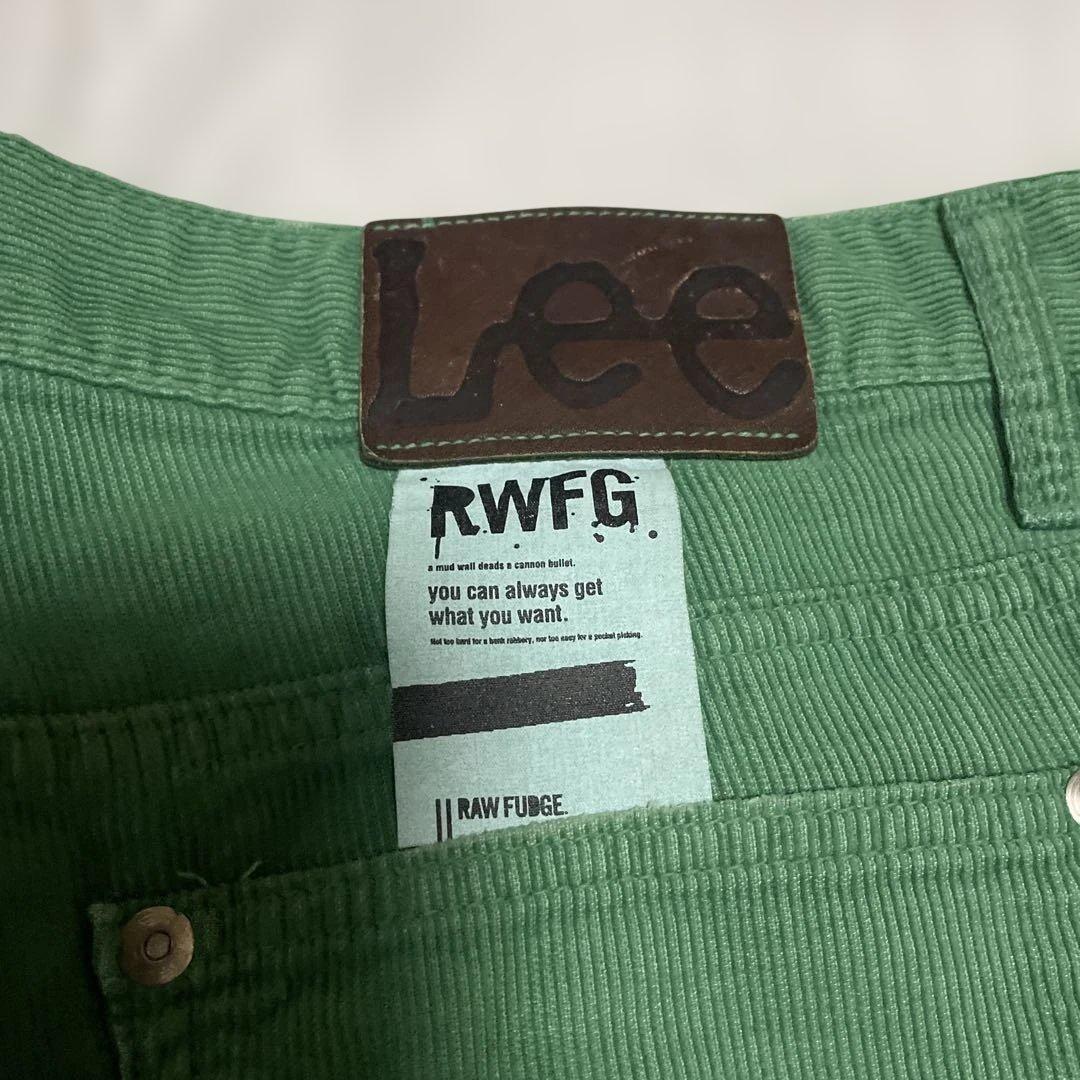 Lee
RWFG
a mud wall deads a cannon bullet.
you can always get
what you want.
Not too hard for a bank robbery, nor too easy for a pocket picking.
RAW FUDGE.